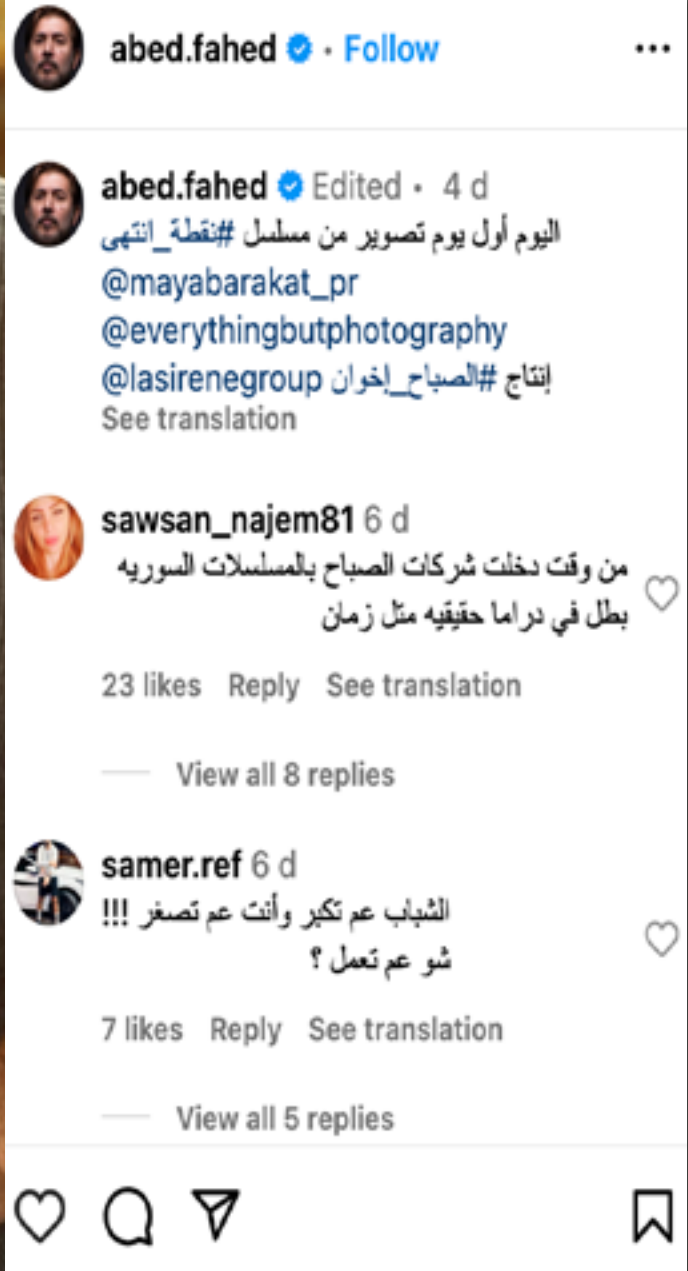 abed.fahed · Follow
abed.fahed Edited · 4 d
اليوم أول يوم تصوير من مسلسل #نقطة_انتهى
@mayabarakat_pr
@everythingbutphotography
إنتاج #الصباح_إخوان @lasirenegroup
See translation
sawsan_najem81 6 d
من وقت دخلت شركات الصباح بالمسلسلات السوريه
بطل في دراما حقيقيه متل زمان
23 likes Reply See translation
View all 8 replies
samer.ref 6 d
الشباب عم تكبر وأنت عم تصغر !!!
شو عم تعمل ؟
7 likes Reply See translation
View all 5 replies